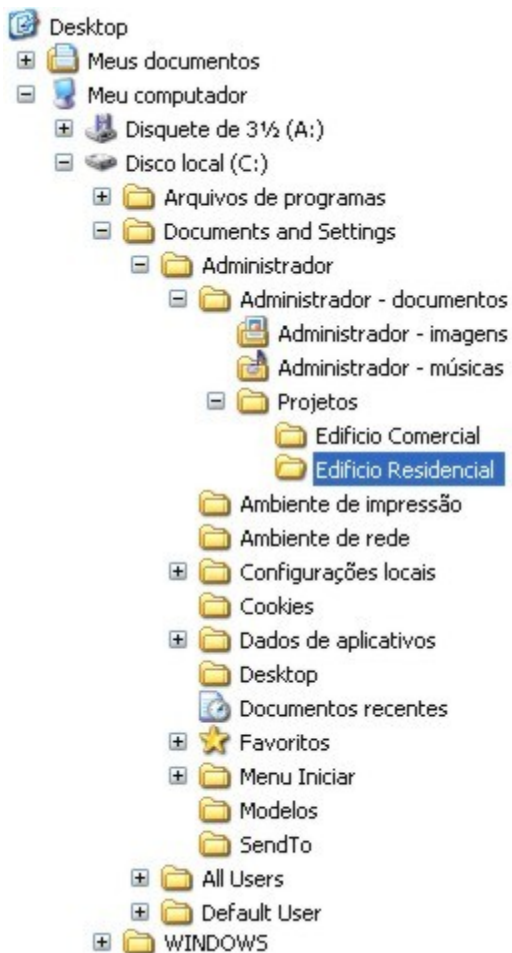 Desktop
Meus documentos
Meu computador
Disquete de 3½ (A:)
Disco local (C:)
Arquivos de programas
Documents and Settings
Administrador
Administrador - documentos
Administrador - imagens
Administrador - músicas
Projetos
Edificio Comercial
Edificio Residencial
Ambiente de impressão
Ambiente de rede
Configurações locais
Cookies
Dados de aplicativos
Desktop
Documentos recentes
Favoritos
Menu Iniciar
Modelos
SendTo
All Users
Default User
WINDOWS